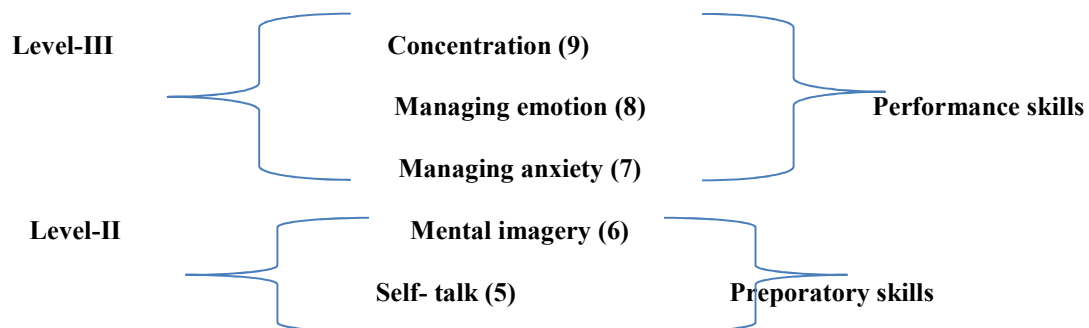 Level-III Concentration (9)
Managing emotion (8) Performance skills
Managing anxiety (7)
Level-II Mental imagery (6)
Self- talk (5) Preporatory skills